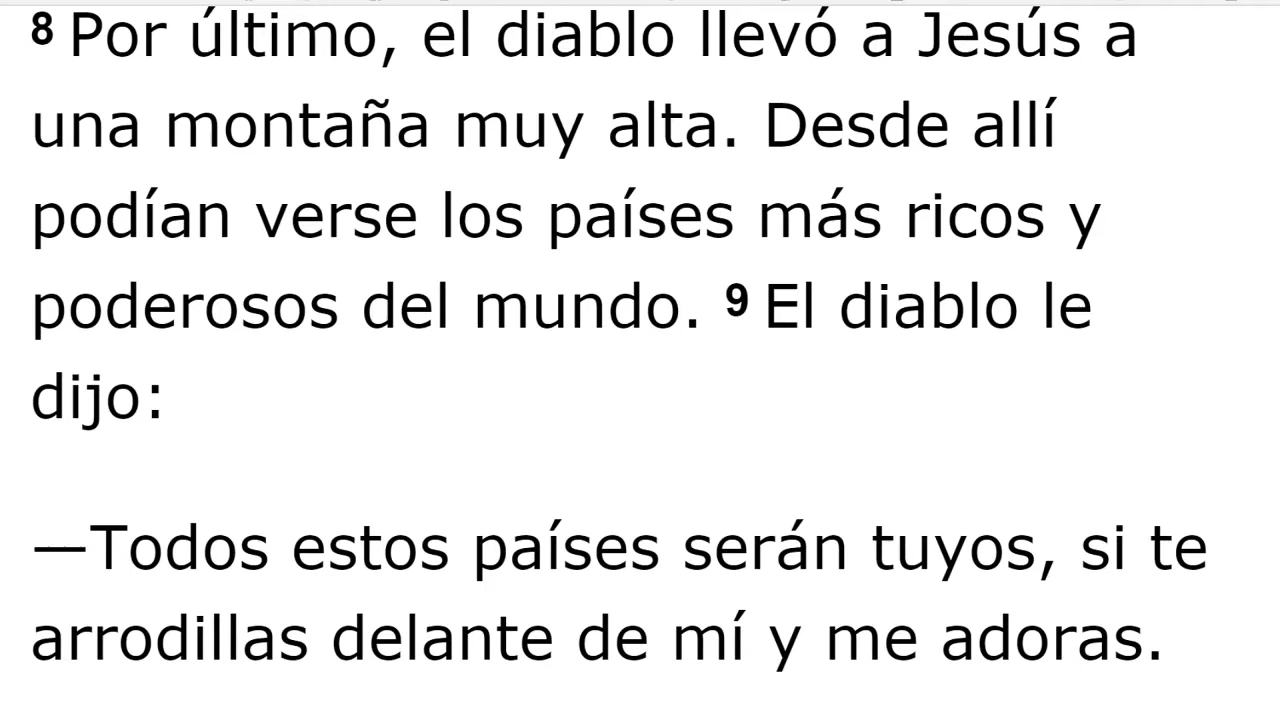 8 Por último, el diablo llevó a Jesús a
una montaña muy alta. Desde allí
podían verse los países más ricos y
poderosos del mundo. 9 El diablo le
dijo:
—Todos estos países serán tuyos, si te
arrodillas delante de mí y me adoras.